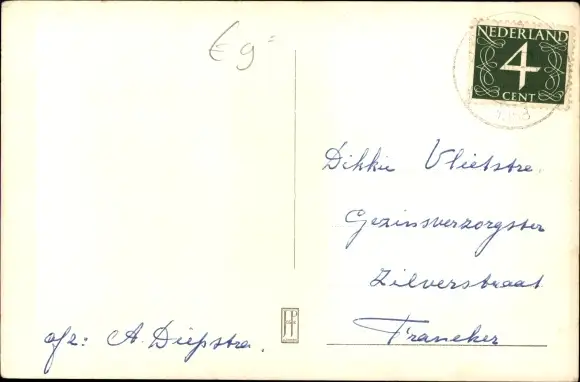 €9=
NEDERLAND
4
CENT
Dikkie Vlietstra.
Gezinsverzorgster
Zilverstraat
Franeker
afz: A. Diepstra.